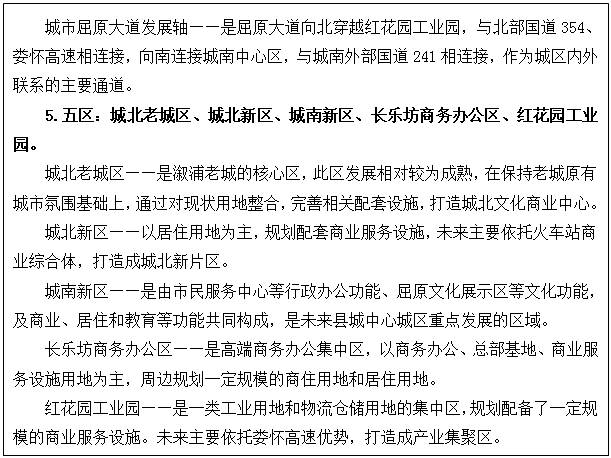 城市屈原大道发展轴——是屈原大道向北穿越红花园工业园，与北部国道 354、
娄怀高速相连接，向南连接城南中心区，与城南外部国道 241 相连接，作为城区内外
联系的主要通道。
5.五区：城北老城区、城北新区、城南新区、长乐坊商务办公区、红花园工业
园。
城北老城区——是溆浦老城的核心区，此区发展相对较为成熟，在保持老城原有
城市氛围基础上，通过对现状用地整合，完善相关配套设施，打造城北文化商业中心。
城北新区——以居住用地为主，规划配套商业服务设施，未来主要依托火车站商
业综合体，打造成城北新片区。
城南新区——是由市民服务中心等行政办公功能、屈原文化展示区等文化功能，
及商业、居住和教育等功能共同构成，是未来县城中心城区重点发展的区域。
长乐坊商务办公区——是高端商务办公集中区，以商务办公、总部基地、商业服
务设施用地为主，周边规划一定规模的商住用地和居住用地。
红花园工业园——是一类工业用地和物流仓储用地的集中区，规划配备了一定规
模的商业服务设施。未来主要依托娄怀高速优势，打造成产业集聚区。